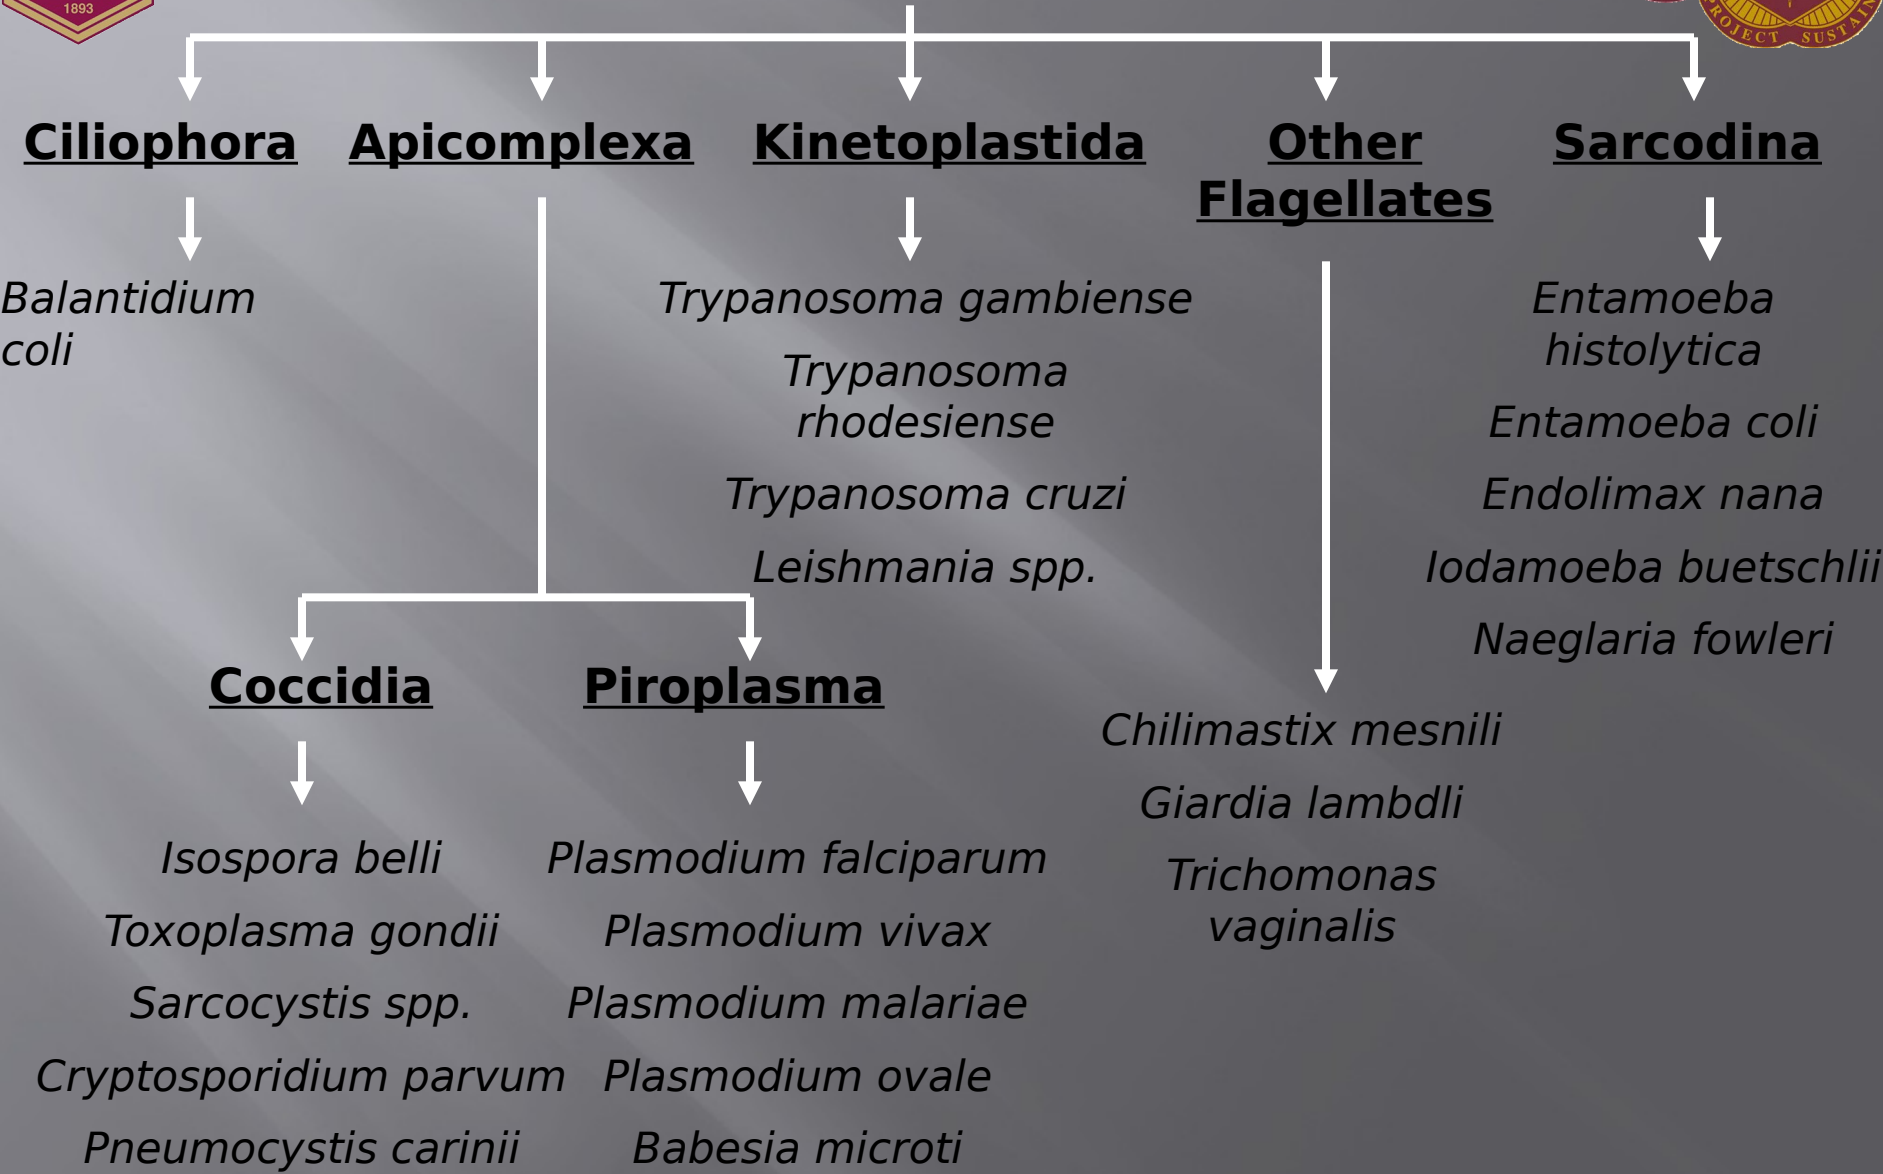 1893
PROJECT SUSTAIN
Ciliophora
Apicomplexa
Kinetoplastida
Other
Flagellates
Sarcodina
Balantidium
coli
Trypanosoma gambiense
Trypanosoma
rhodesiense
Trypanosoma cruzi
Leishmania spp.
Entamoeba
histolytica
Entamoeba coli
Endolimax nana
Iodamoeba buetschlii
Naeglaria fowleri
Coccidia
Piroplasma
Chilimastix mesnili
Giardia lambdli
Trichomonas
vaginalis
Isospora belli
Toxoplasma gondii
Sarcocystis spp.
Cryptosporidium parvum
Pneumocystis carinii
Plasmodium falciparum
Plasmodium vivax
Plasmodium malariae
Plasmodium ovale
Babesia microti